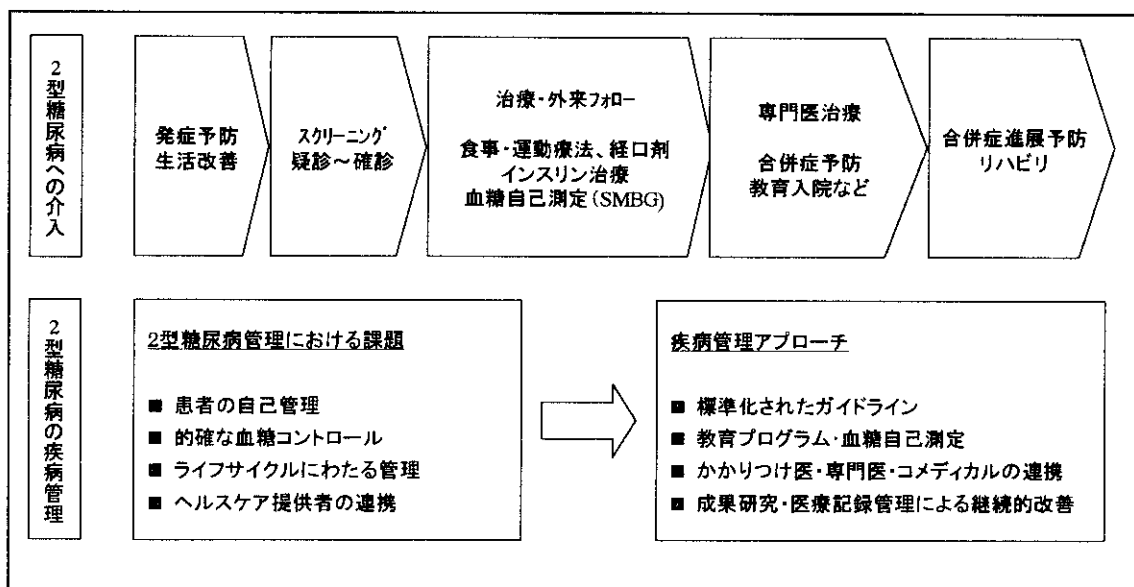 2型糖尿病への介入
発症予防
生活改善
スクリーニング
疑診～確診
治療・外来フォロー
食事・運動療法、経口剤
インスリン治療
血糖自己測定(SMBG)
専門医治療
合併症予防
教育入院など
合併症進展予防
リハビリ
2型糖尿病の疾病管理
2型糖尿病管理における課題
■ 患者の自己管理
■ 的確な血糖コントロール
■ ライフサイクルにわたる管理
■ ヘルスケア提供者の連携
疾病管理アプローチ
■ 標準化されたガイドライン
■ 教育プログラム・血糖自己測定
■ かかりつけ医・専門医・コメディカルの連携
■ 成果研究・医療記録管理による継続的改善